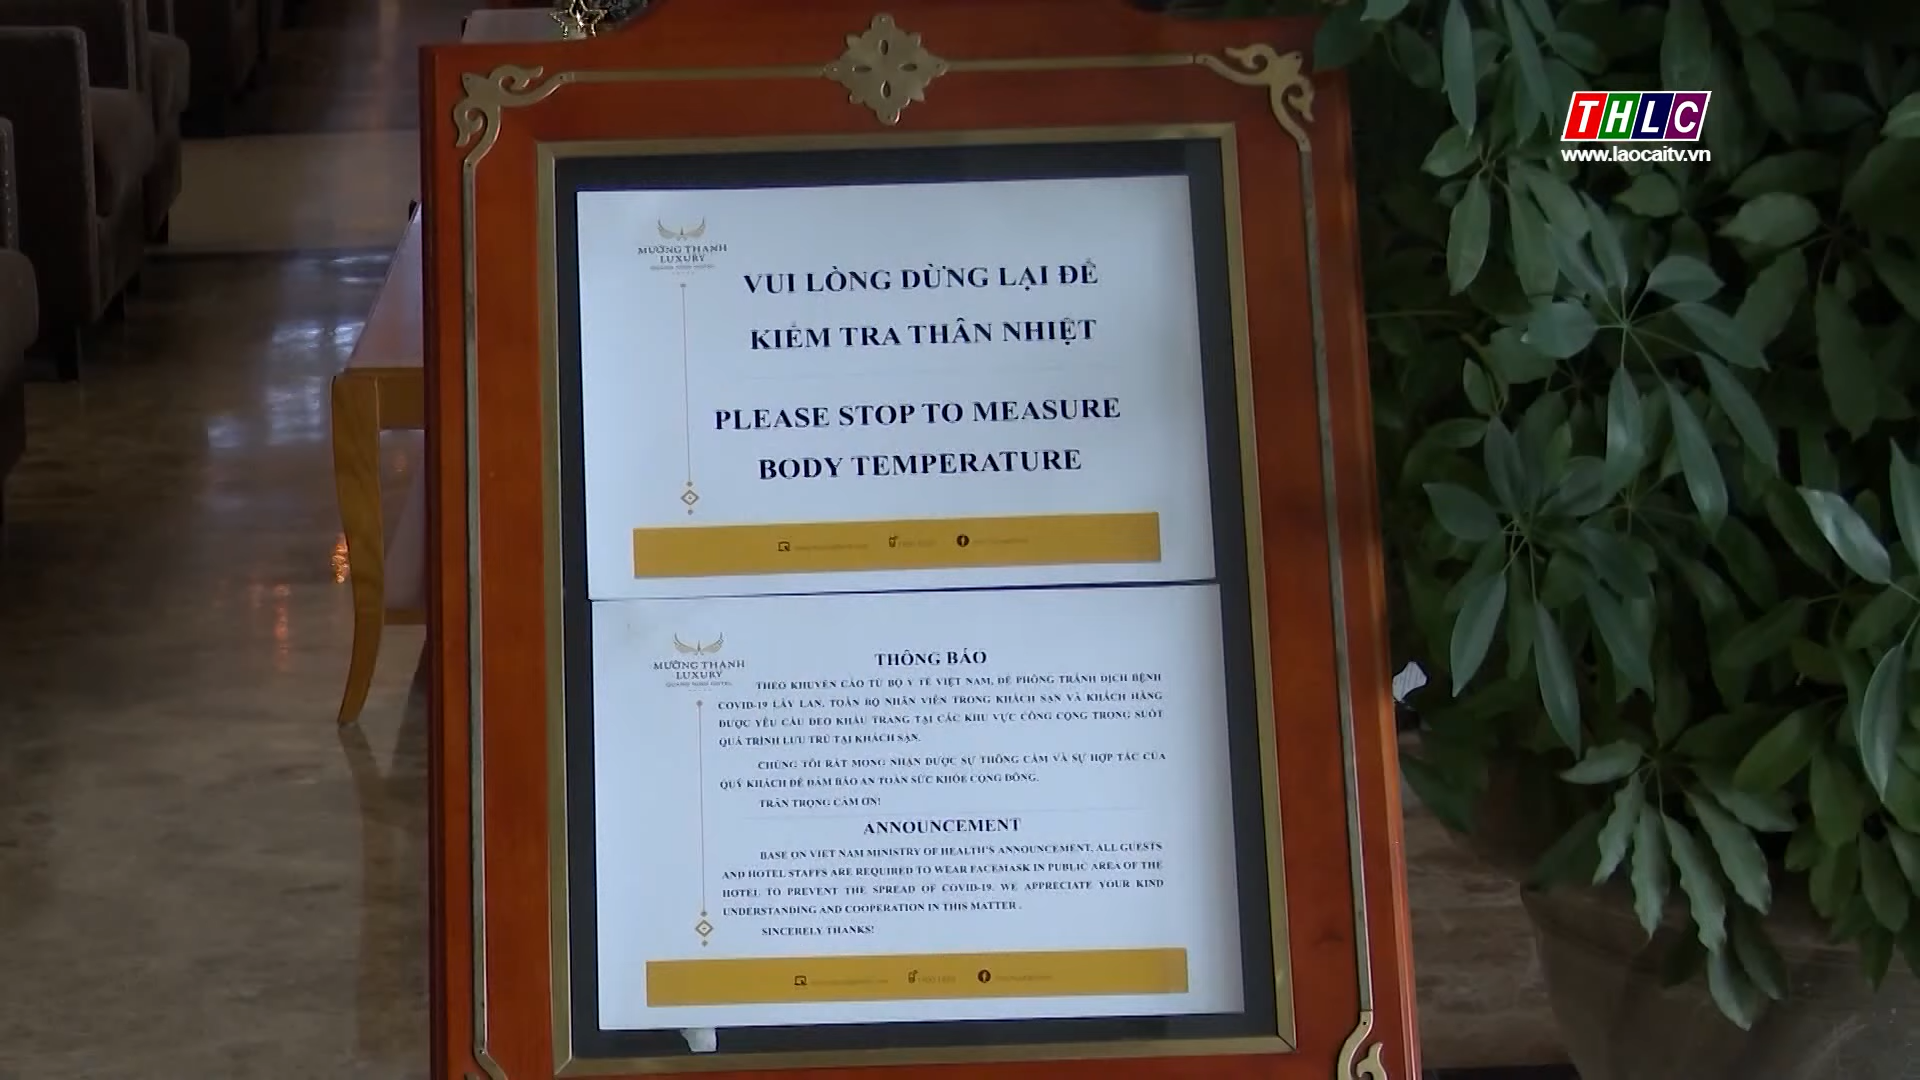 THLC
www.laocaitv.vn
MƯỜNG THANH
LUXURY
QUANG NINH HOTEL
VUI LÒNG DỪNG LẠI ĐỂ
KIỂM TRA THÂN NHIỆT
PLEASE STOP TO MEASURE
BODY TEMPERATURE
MƯỜNG THANH
LUXURY
QUANG NINH HOTEL
THÔNG BÁO
THEO KHUYẾN CÁO TỪ BỘ Y TẾ VIỆT NAM, ĐỂ PHÒNG TRÁNH DỊCH BỆNH
COVID-19 LÂY LAN, TOÀN BỘ NHÂN VIÊN TRONG KHÁCH SẠN VÀ KHÁCH HÀNG
ĐƯỢC YÊU CẦU ĐEO KHẨU TRANG TẠI CÁC KHU VỰC CÔNG CỘNG TRONG SUỐT
QUÁ TRÌNH LƯU TRÚ TẠI KHÁCH SẠN.
CHÚNG TÔI RẤT MONG NHẬN ĐƯỢC SỰ THÔNG CẢM VÀ SỰ HỢP TÁC CỦA
QUÝ KHÁCH ĐỂ ĐẢM BẢO AN TOÀN SỨC KHỎE CỘNG ĐỒNG.
TRÂN TRỌNG CẢM ƠN!
ANNOUNCEMENT
BASE ON VIET NAM MINISTRY OF HEALTH'S ANNOUNCEMENT, ALL GUESTS
AND HOTEL STAFFS ARE REQUIRED TO WEAR FACEMASK IN PUBLIC AREA OF THE
HOTEL TO PREVENT THE SPREAD OF COVID-19. WE APPRECIATE YOUR KIND
UNDERSTANDING AND COOPERATION IN THIS MATTER .
SINCERELY THANKS!